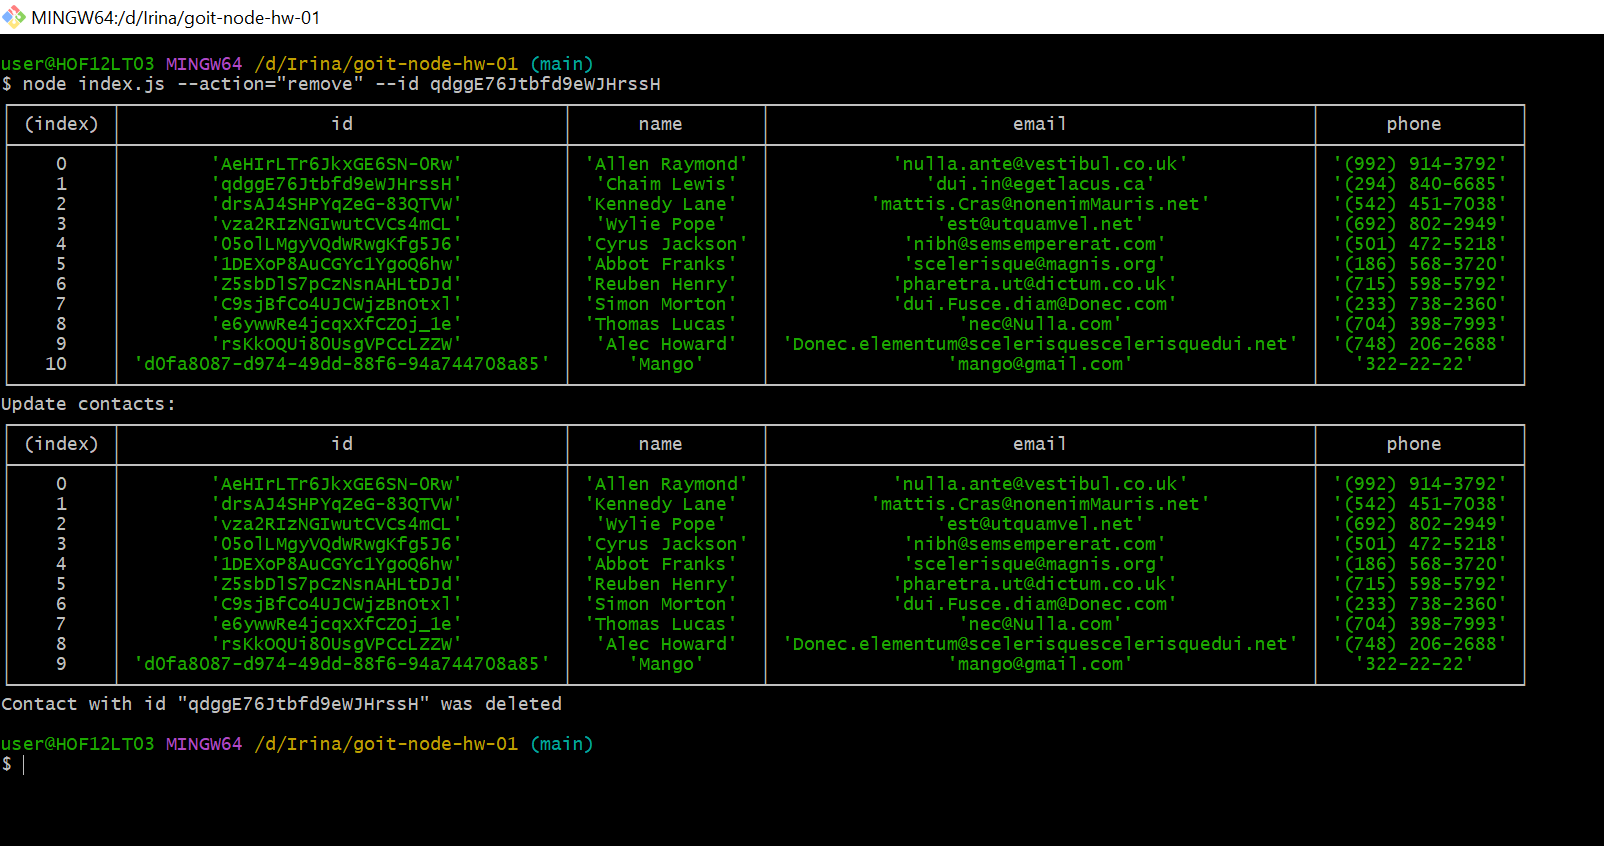 MINGW64:/d/Irina/goit-node-hw-01
user@HOF12LT03 MINGW64 /d/Irina/goit-node-hw-01 (main)
$ node index.js --action="remove" --id qdggE76Jtbfd9eWJHrssH
(index) id name email phone
0 'AeHIrLTr6JkxGE6SN-0Rw' 'Allen Raymond' 'nulla.ante@vestibul.co.uk' '(992) 914-3792'
1 'qdggE76Jtbfd9eWJHrssH' 'Chaim Lewis' 'dui.in@egetlacus.ca' '(294) 840-6685'
2 'drsAJ4SHPYqZeG-83QTVW' 'Kennedy Lane' 'mattis.Cras@nonenimMauris.net' '(542) 451-7038'
3 'vza2RIzNGIwutCVCs4mCL' 'Wylie Pope' 'est@utquamvel.net' '(692) 802-2949'
4 '05olLMgyVQdWRwgKfg5J6' 'Cyrus Jackson' 'nibh@semsempererat.com' '(501) 472-5218'
5 '1DEXoP8AuCGYc1YgoQ6hw' 'Abbot Franks' 'scelerisque@magnis.org' '(186) 568-3720'
6 'Z5sbDlS7pCzNsnAHLtDJd' 'Reuben Henry' 'pharetra.ut@dictum.co.uk' '(715) 598-5792'
7 'C9sjBfCo4UJCWjzBnOtxl' 'Simon Morton' 'dui.Fusce.diam@Donec.com' '(233) 738-2360'
8 'e6ywwRe4jcqxXfCZOj_1e' 'Thomas Lucas' 'nec@Nulla.com' '(704) 398-7993'
9 'rsKkOQUi80UsgVPCcLZZW' 'Alec Howard' 'Donec.elementum@scelerisquescelerisquedui.net' '(748) 206-2688'
10 'd0fa8087-d974-49dd-88f6-94a744708a85' 'Mango' 'mango@gmail.com' '322-22-22'
Update contacts:
(index) id name email phone
0 'AeHIrLTr6JkxGE6SN-0Rw' 'Allen Raymond' 'nulla.ante@vestibul.co.uk' '(992) 914-3792'
1 'drsAJ4SHPYqZeG-83QTVW' 'Kennedy Lane' 'mattis.Cras@nonenimMauris.net' '(542) 451-7038'
2 'vza2RIzNGIwutCVCs4mCL' 'Wylie Pope' 'est@utquamvel.net' '(692) 802-2949'
3 '05olLMgyVQdWRwgKfg5J6' 'Cyrus Jackson' 'nibh@semsempererat.com' '(501) 472-5218'
4 '1DEXoP8AuCGYc1YgoQ6hw' 'Abbot Franks' 'scelerisque@magnis.org' '(186) 568-3720'
5 'Z5sbDlS7pCzNsnAHLtDJd' 'Reuben Henry' 'pharetra.ut@dictum.co.uk' '(715) 598-5792'
6 'C9sjBfCo4UJCWjzBnOtxl' 'Simon Morton' 'dui.Fusce.diam@Donec.com' '(233) 738-2360'
7 'e6ywwRe4jcqxXfCZOj_1e' 'Thomas Lucas' 'nec@Nulla.com' '(704) 398-7993'
8 'rsKkOQUi80UsgVPCcLZZW' 'Alec Howard' 'Donec.elementum@scelerisquescelerisquedui.net' '(748) 206-2688'
9 'd0fa8087-d974-49dd-88f6-94a744708a85' 'Mango' 'mango@gmail.com' '322-22-22'
Contact with id "qdggE76Jtbfd9eWJHrssH" was deleted
user@HOF12LT03 MINGW64 /d/Irina/goit-node-hw-01 (main)
$